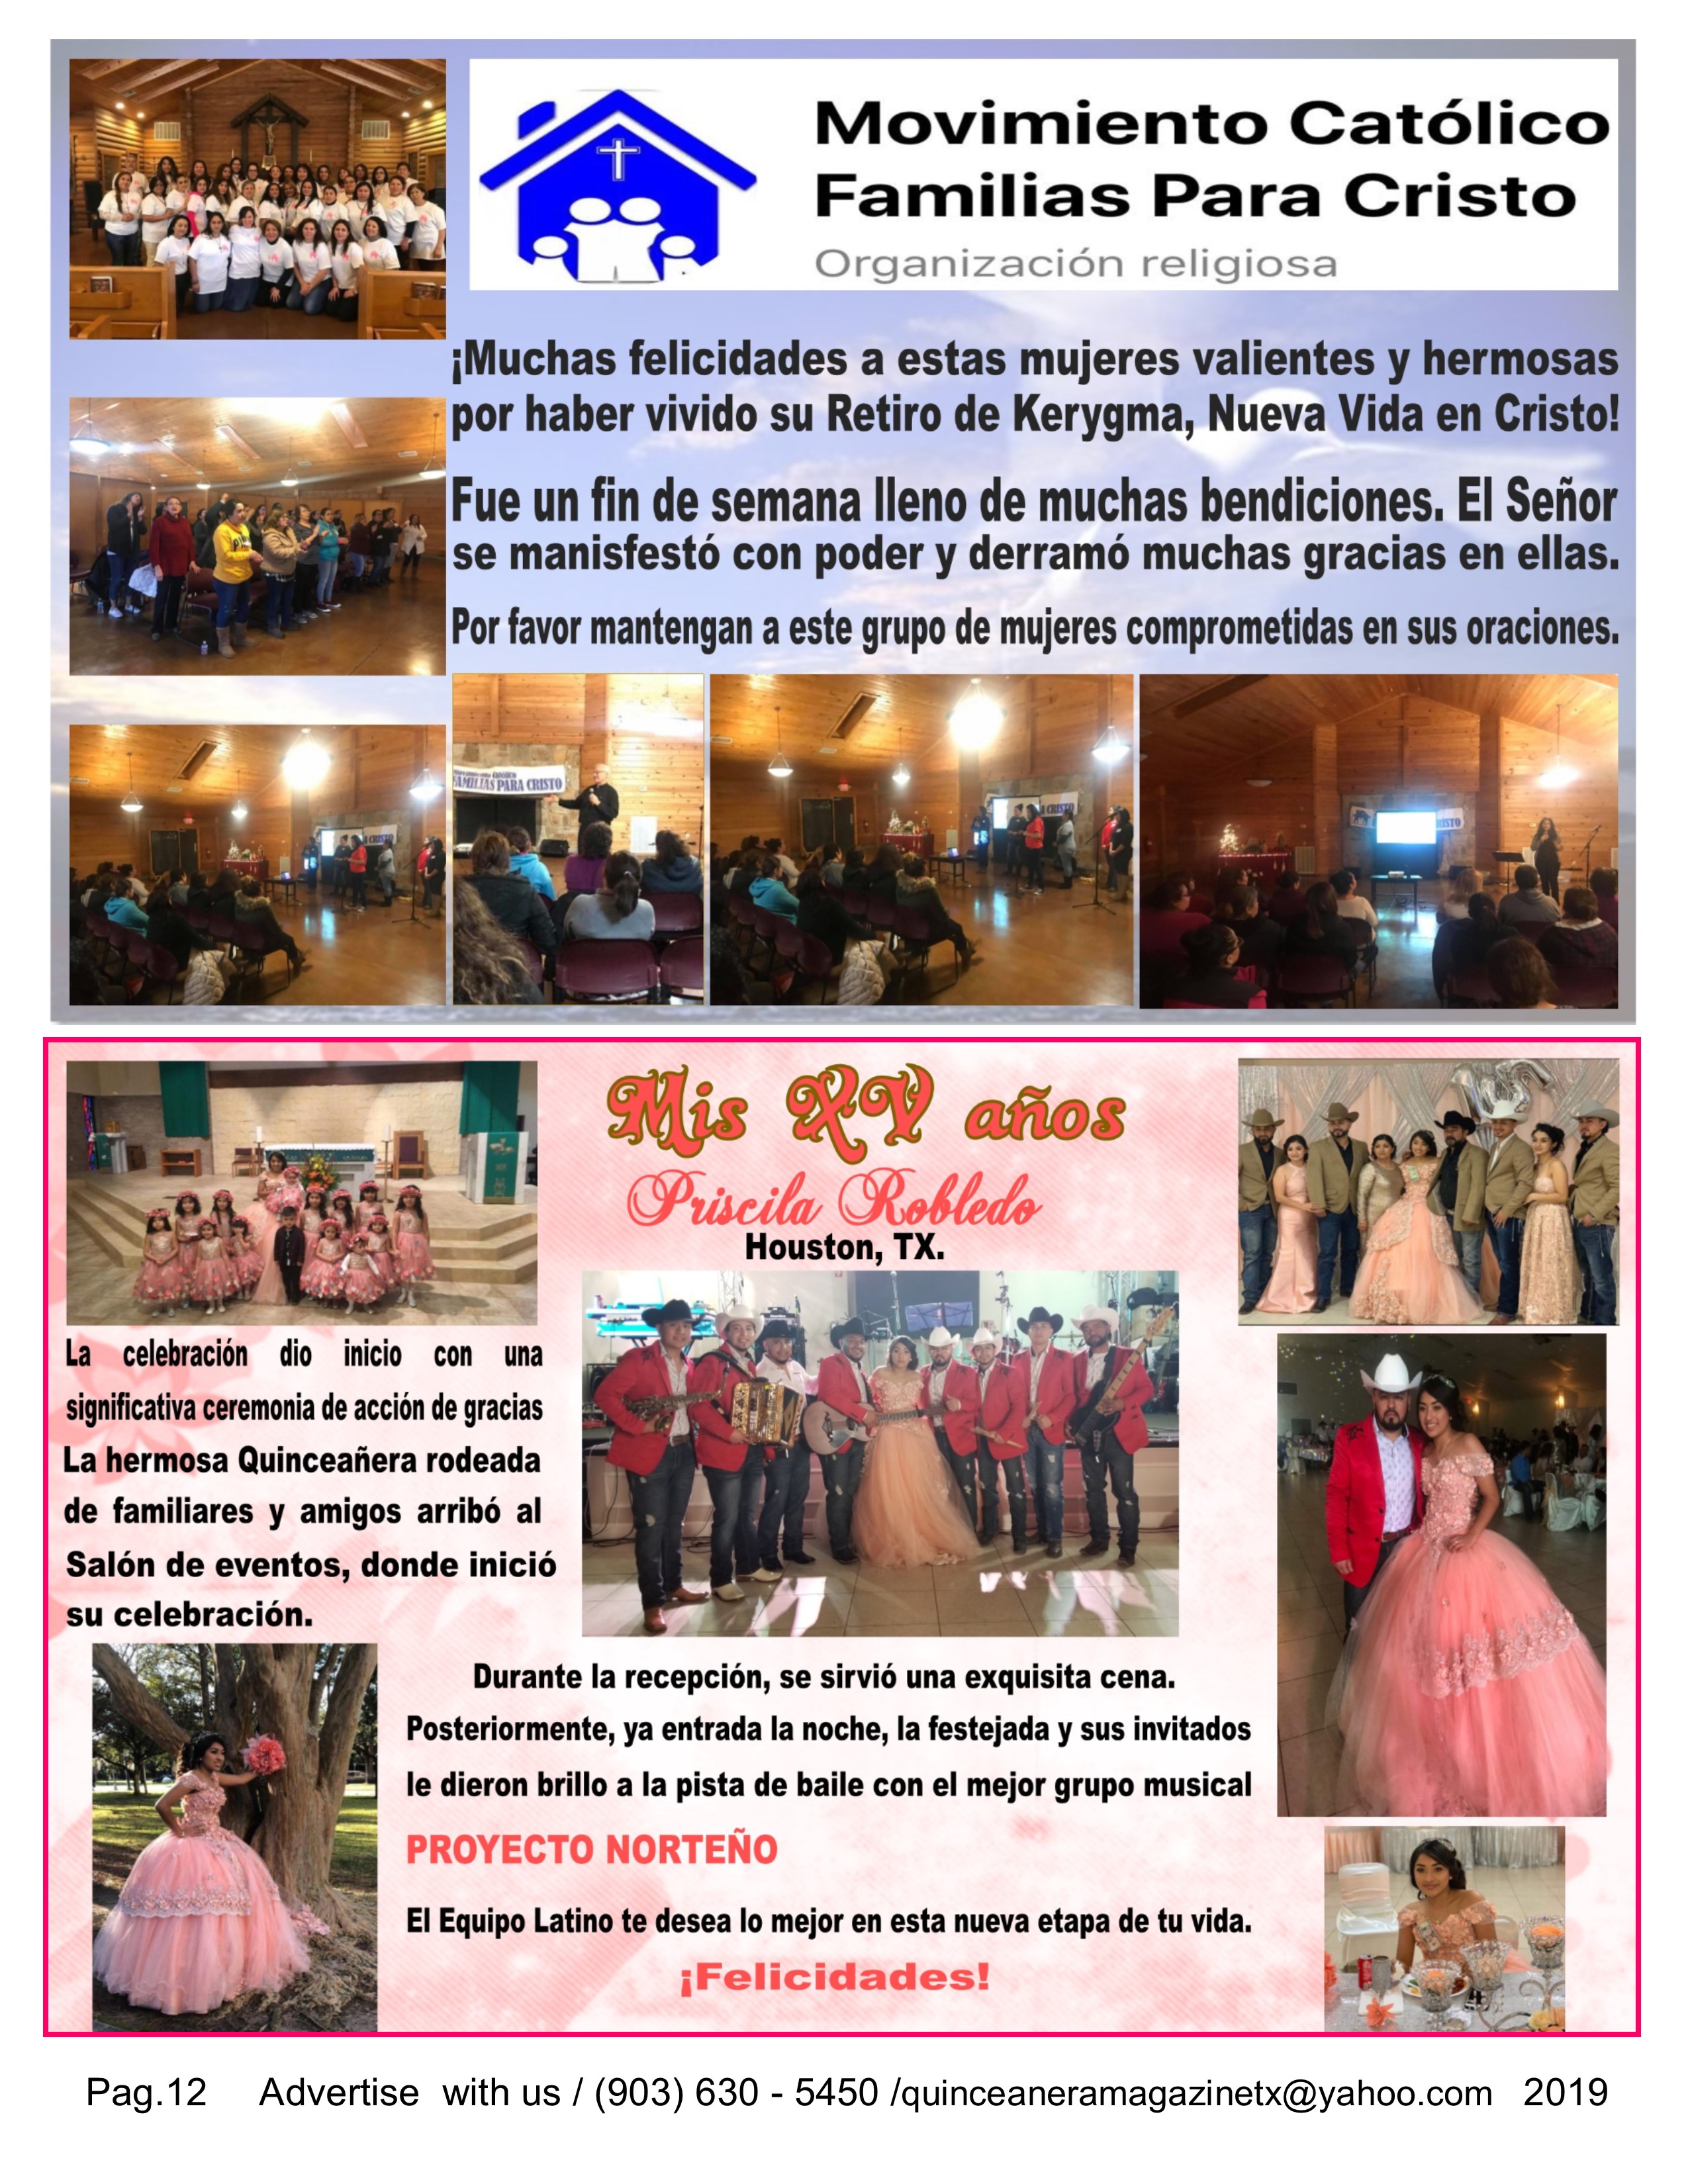 Movimiento Católico
Familias Para Cristo
Organización religiosa
¡Muchas felicidades a estas mujeres valientes y hermosas
por haber vivido su Retiro de Kerygma, Nueva Vida en Cristo!
Fue un fin de semana lleno de muchas bendiciones. El Señor
se manisfestó con poder y derramó muchas gracias en ellas.
Por favor mantengan a este grupo de mujeres comprometidas en sus oraciones.
CATÓLICO
FAMILIAS PARA CRISTO
CRISTO
A CRISTO
RISTO
Mis XV años
Priscila Robledo
Houston, TX.
La celebración dio inicio con una
significativa ceremonia de acción de gracias
La hermosa Quinceañera rodeada
de familiares y amigos arribó al
Salón de eventos, donde inició
su celebración.
Durante la recepción, se sirvió una exquisita cena.
Posteriormente, ya entrada la noche, la festejada y sus invitados
le dieron brillo a la pista de baile con el mejor grupo musical
PROYECTO NORTEÑO
El Equipo Latino te desea lo mejor en esta nueva etapa de tu vida.
¡Felicidades!
Pag.12 Advertise with us / (903) 630 - 5450 /quinceaneramagazinetx@yahoo.com 2019